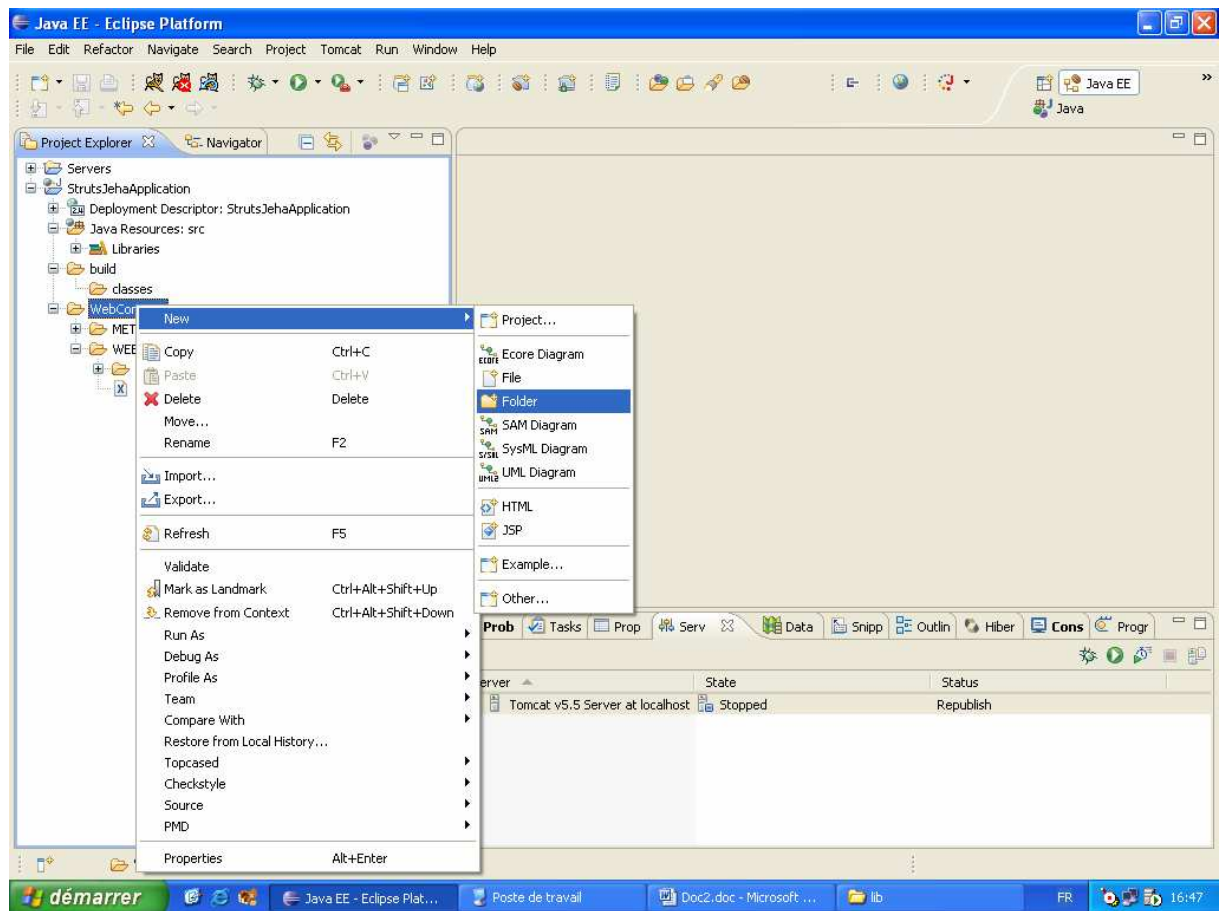 Java EE - Eclipse Platform
File Edit Refactor Navigate Search Project Tomcat Run Window Help
Java EE
»
Java
Project Explorer
Navigator
Servers
StrutsJehaApplication
Deployment Descriptor: StrutsJehaApplication
Java Resources: src
Libraries
build
classes
WebCon
MET
WEE
New
Copy Ctrl+C
Paste Ctrl+V
Delete Delete
Move...
Rename F2
Import...
Export...
Refresh F5
Validate
Mark as Landmark Ctrl+Alt+Shift+Up
Remove from Context Ctrl+Alt+Shift+Down
Run As
Debug As
Profile As
Team
Compare With
Restore from Local History...
Topcased
Checkstyle
Source
PMD
Properties Alt+Enter
Project...
Ecore Diagram
File
Folder
SAM Diagram
SysML Diagram
UML Diagram
HTML
JSP
Example...
Other...
Prob Tasks Prop Serv Data Snipp Outlin Hiber Cons Progr
erver State Status
Tomcat v5.5 Server at localhost Stopped Republish
démarrer Java EE - Eclipse Plat... Poste de travail Doc2.doc - Microsoft ... lib FR 16:47